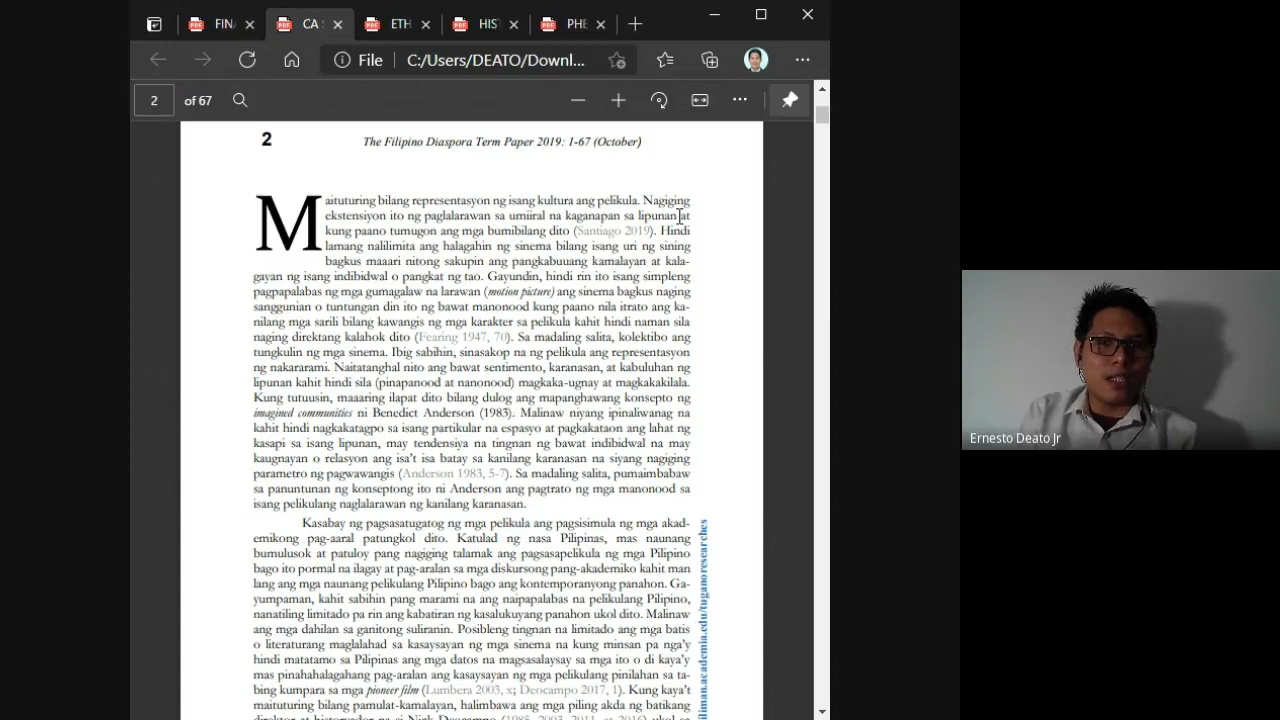 FIN
CA
ETH
HIS
PHE
File C:/Users/DEATO/Downl...
2 of 67
2 The Filipino Diaspora Term Paper 2019: 1-67 (October)
Maituturing bilang representasyon ng isang kultura ang pelikula. Nagiging
ekstensiyon ito ng paglalarawan sa umiiral na kaganapan sa lipunan at
kung paano tumugon ang mga bumibilang dito (Santiago 2019). Hindi
lamang nalilimita ang halagahin ng sinema bilang isang uri ng sining
bagkus maaari nitong sakupin ang pangkabuuang kamalayan at kala-
gayan ng isang indibidwal o pangkat ng tao. Gayundin, hindi rin ito isang simpleng
pagpapalabas ng mga gumagalaw na larawan (motion picture) ang sinema bagkus naging
sanggunian o tuntungan din ito ng bawat manonood kung paano nila itrato ang ka-
nilang mga sarili bilang kawangis ng mga karakter sa pelikula kahit hindi naman sila
naging direktang kalahok dito (Fearing 1947, 70). Sa madaling salita, kolektibo ang
tungkulin ng mga sinema. Ibig sabihin, sinasakop na ng pelikula ang representasyon
ng nakararami. Naitatanghal nito ang bawat sentimento, karanasan, at kabuluhan ng
lipunan kahit hindi sila (pinapanood at nanonood) magkaka-ugnay at magkakakilala.
Kung tutuusin, maaaring ilapat dito bilang dulog ang mapanghawang konsepto ng
imagined communities ni Benedict Anderson (1983). Malinaw niyang ipinaliwanag na
kahit hindi nagkakatagpo sa isang partikular na espasyo at pagkakataon ang lahat ng
kasapi sa isang lipunan, may tendensiya na tingnan ng bawat indibidwal na may
kaugnayan o relasyon ang isa't isa batay sa kanilang karanasan na siyang nagiging
parametro ng pagwawangis (Anderson 1983, 5-7). Sa madaling salita, pumaimbabaw
sa panuntunan ng konseptong ito ni Anderson ang pagtrato ng mga manonood sa
isang pelikulang naglalarawan ng kanilang karanasan.
Kasabay ng pagsasatugatog ng mga pelikula ang pagsisimula ng mga akad-
emikong pag-aaral patungkol dito. Katulad ng nasa Pilipinas, mas naunang
bumulusok at patuloy pang nagiging talamak ang pagsasapelikula ng mga Pilipino
bago ito pormal na ilagay at pag-aralan sa mga diskursong pang-akademiko kahit man
lang ang mga naunang pelikulang Pilipino bago ang kontemporanyong panahon. Ga-
yumpaman, kahit sabihin pang marami na ang naipapalabas na pelikulang Pilipino,
nanatiling limitado pa rin ang kabatiran ng kasalukuyang panahon ukol dito. Malinaw
ang mga dahilan sa ganitong suliranin. Posibleng tingnan na limitado ang mga batis
o literaturang maglalahad sa kasaysayan ng mga sinema na kung minsan pa nga'y
hindi matatamo sa Pilipinas ang mga datos na magsasalaysay sa mga ito o di kaya'y
mas pinahahalagahang pag-aralan ang kasaysayan ng mga pelikulang pinilahan sa ta-
bing kumpara sa mga pioneer film (Lumbera 2003, x; Deocampo 2017, 1). Kung kaya't
maituturing bilang pamulat-kamalayan, halimbawa ang mga piling akda ng batikang
direktor at historyador na si Nick Deocampo (1985, 2003, 2011, at 2016) ukol sa
liman.academia.edu/tuganoresearches
Ernesto Deato Jr